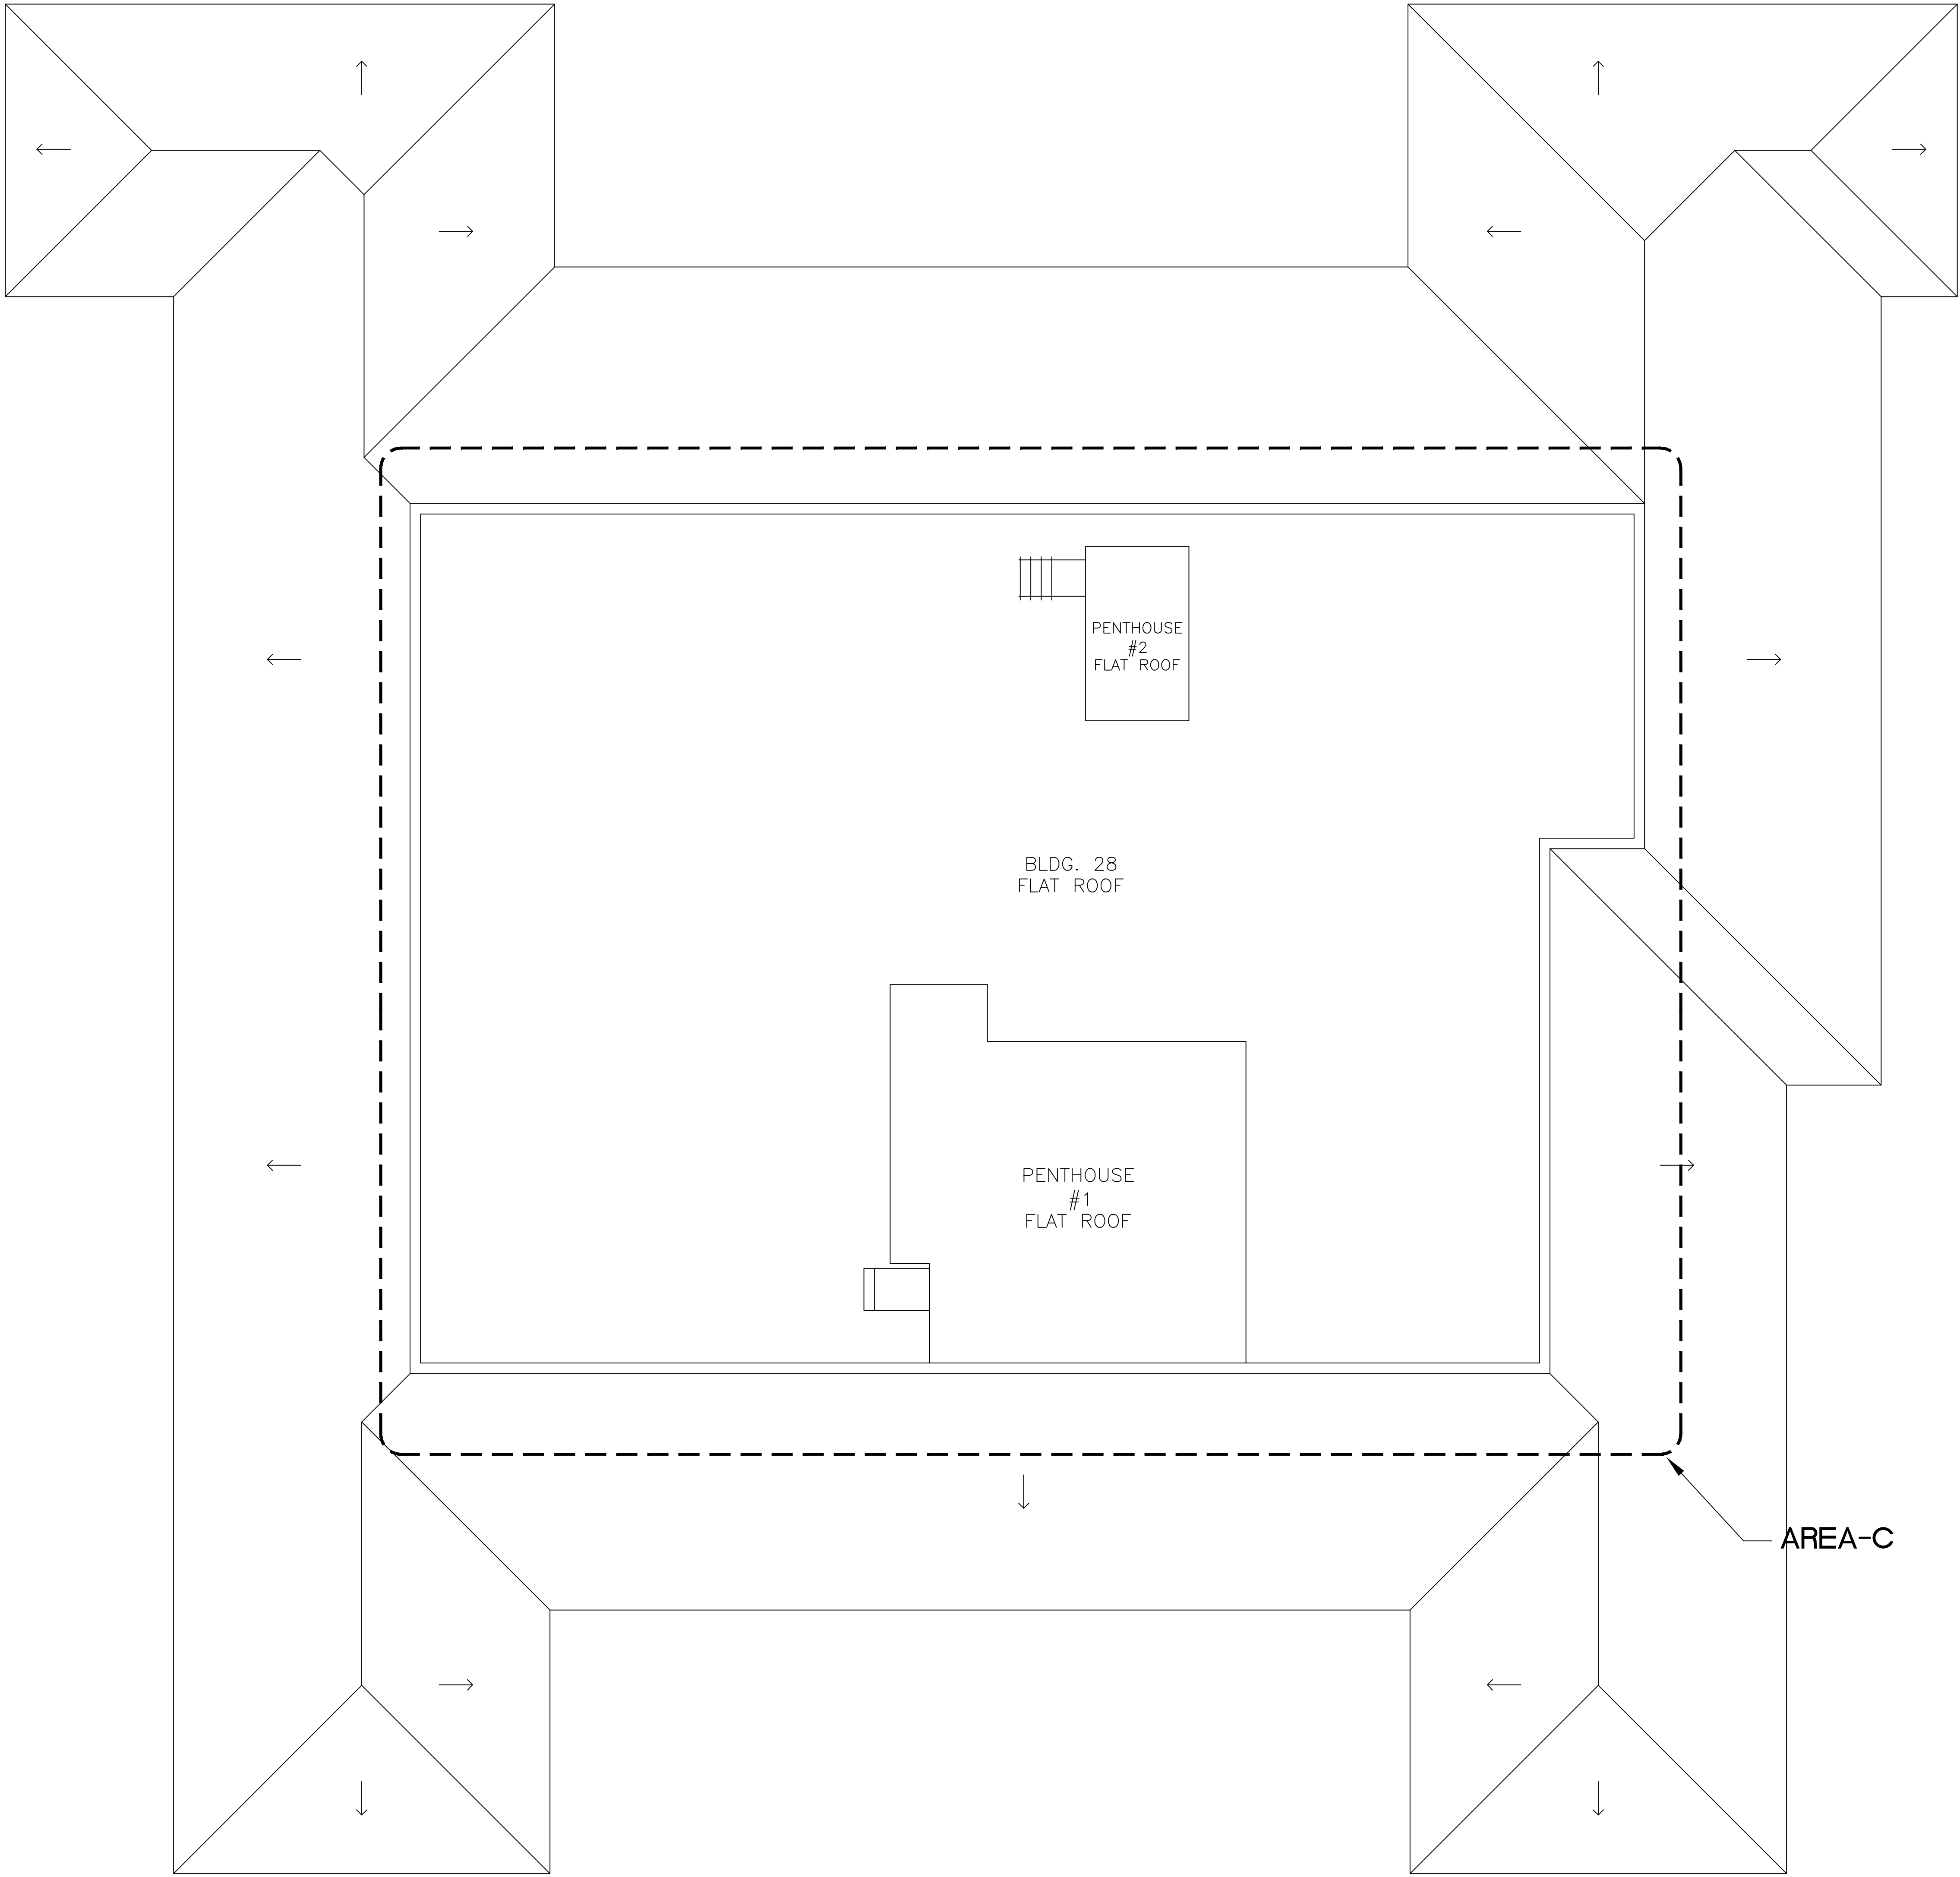 PENTHOUSE
#2
FLAT ROOF
BLDG. 28
FLAT ROOF
PENTHOUSE
#1
FLAT ROOF
AREA-C